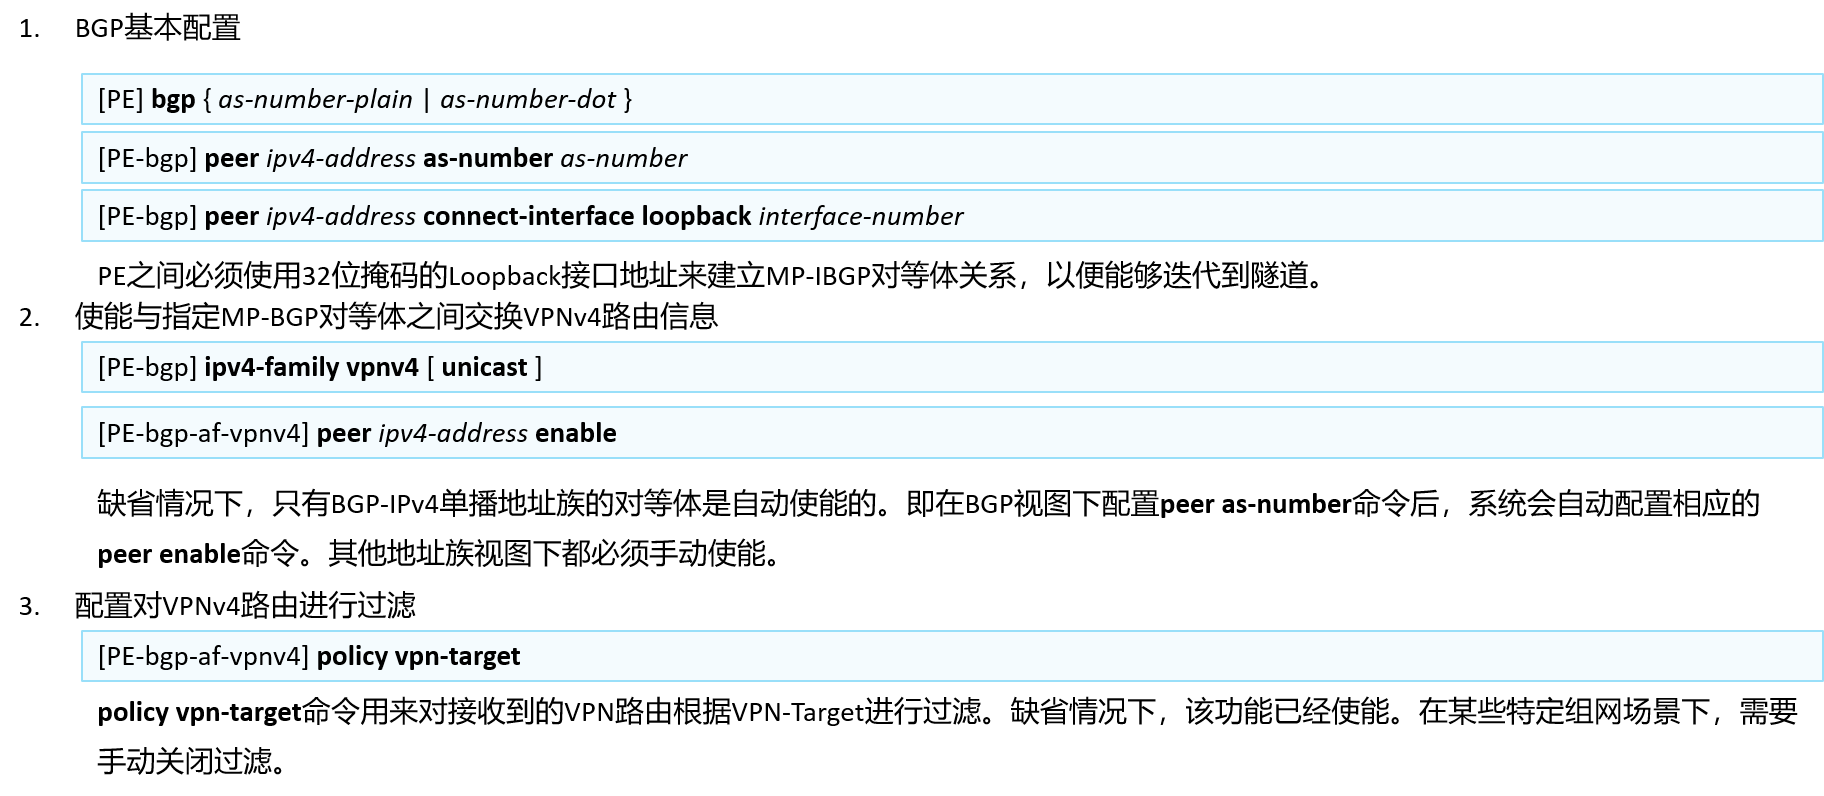 1. BGP基本配置
[PE] bgp { as-number-plain | as-number-dot }
[PE-bgp] peer ipv4-address as-number as-number
[PE-bgp] peer ipv4-address connect-interface loopback interface-number
PE之间必须使用32位掩码的Loopback接口地址来建立MP-IBGP对等体关系，以便能够迭代到隧道。
2. 使能与指定MP-BGP对等体之间交换VPNv4路由信息
[PE-bgp] ipv4-family vpnv4 [ unicast ]
[PE-bgp-af-vpnv4] peer ipv4-address enable
缺省情况下，只有BGP-IPv4单播地址族的对等体是自动使能的。即在BGP视图下配置peer as-number命令后，系统会自动配置相应的
peer enable命令。其他地址族视图下都必须手动使能。
3. 配置对VPNv4路由进行过滤
[PE-bgp-af-vpnv4] policy vpn-target
policy vpn-target命令用来对接收到的VPN路由根据VPN-Target进行过滤。缺省情况下，该功能已经使能。在某些特定组网场景下，需要
手动关闭过滤。